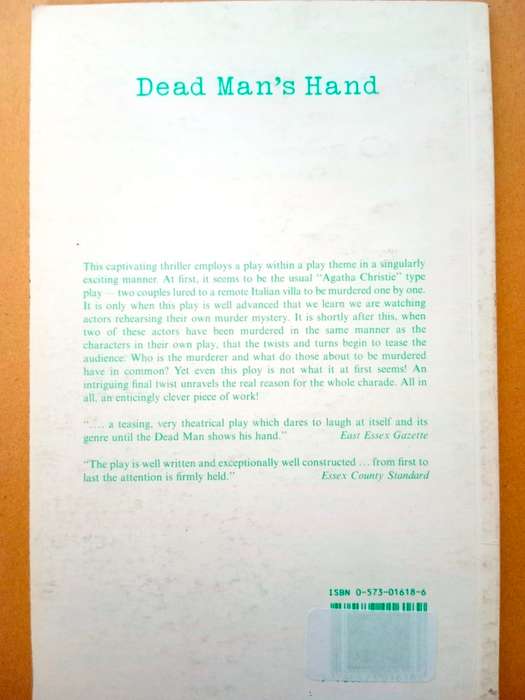 Dead Man's Hand
This captivating thriller employs a play within a play theme in a singularly
exciting manner. At first, it seems to be the usual "Agatha Christie" type
play — two couples lured to a remote Italian villa to be murdered one by one.
It is only when this play is well advanced that we learn we are watching
actors rehearsing their own murder mystery. It is shortly after this, when
two of these actors have been murdered in the same manner as the
characters in their own play, that the twists and turns begin to tease the
audience: Who is the murderer and what do those about to be murdered
have in common? Yet even this ploy is not what it at first seems! An
intriguing final twist unravels the real reason for the whole charade. All in
all, an enticingly clever piece of work!
".... a teasing, very theatrical play which dares to laugh at itself and its
genre until the Dead Man shows his hand." East Essex Gazette
"The play is well written and exceptionally well constructed ... from first to
last the attention is firmly held." Essex County Standard
ISBN 0-573-01618-6